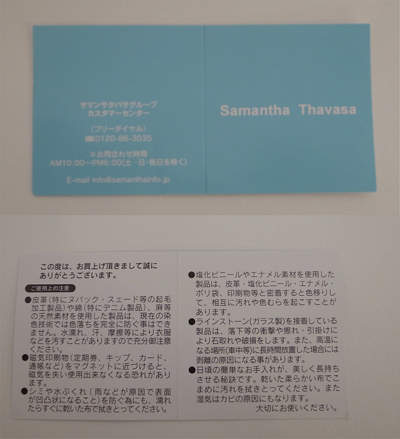 サマンサタバサグループ
カスタマーセンター
(フリーダイヤル)
☎0120-86-3035
※お問合わせ時間
AM10:00~PM6:00(土・日・祭日を除く)
E-mail info@samantha.info.jp
Samantha Thavasa
この度は、お買上げ頂きまして誠に
ありがとうございます。
ご使用上の注意
●皮革(特にヌバック・スエード等の起毛
加工製品)や綿(特にデニム製品)、麻等
の天然素材を使用した製品は、現在の染
色技術では色落ちを完全に防ぐ事はでき
ません。水濡れ、汗、摩擦等により衣服
などを汚すことがありますので充分御注意
ください。
●磁気印刷物(定期券、キップ、カード、
通帳など)をマグネットに近づけると、
磁気を失い使用出来なくなる恐れがありま
す。
●シミや水ぶくれ(雨などが原因で表面
が凹凸状になること)を防ぐ為にも、濡れ
たらすぐに乾いた布で拭きとってください。
●塩化ビニールやエナメル素材を使用した
製品は、皮革・塩化ビニール・エナメル・
ポリ袋、印刷物等と密着すると色移りし
て、相互に汚れや色むらを起こすことが
あります。
●ラインストーン(ガラス製)を接着している
製品は、落下等の衝撃や擦れ・引掛けに
より石取れや破損をします。また、高温に
なる場所(車中等)に長時間放置した場合には
剥離の原因になる事があります。
●日頃の簡単なお手入れが、美しく長持ち
させる秘訣です。乾いた柔らかい布でこ
まめに汚れを拭きとってください。また
湿気はカビの原因にもなります。
大切にお使いください。